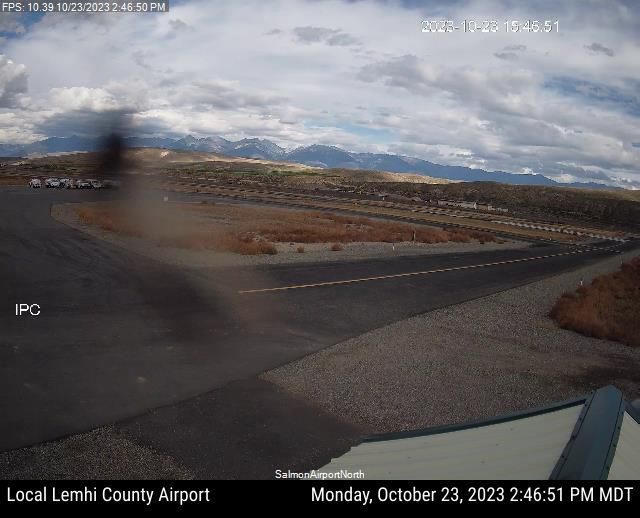 FPS: 10.39 10/23/2023 2:46:50 PM
2023-10-23 15:46:51
IPC
SalmonAirportNorth
Local Lemhi County Airport Monday, October 23, 2023 2:46:51 PM MDT